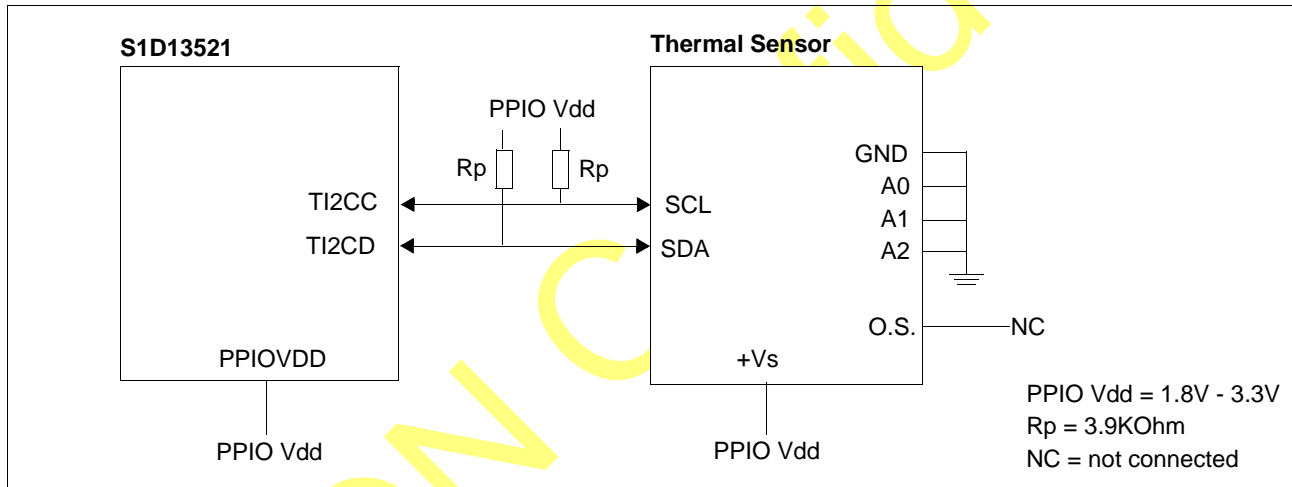 S1D13521
Thermal Sensor
PPIO Vdd
Rp
Rp
GND
A0
TI2CC
SCL
A1
TI2CD
SDA
A2
O.S.
NC
PPIOVDD
+Vs
PPIO Vdd = 1.8V - 3.3V
Rp = 3.9KOhm
PPIO Vdd
PPIO Vdd
NC = not connected